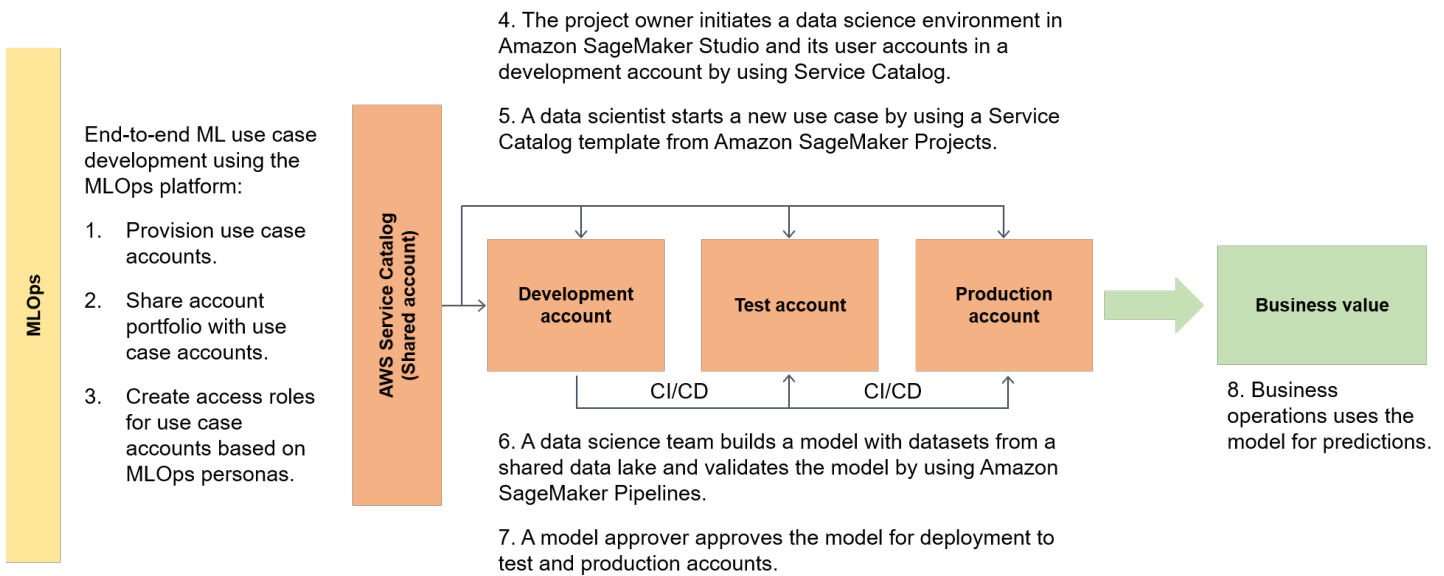 MLOps
End-to-end ML use case
development using the
MLOps platform:
1. Provision use case
accounts.
2. Share account
portfolio with use
case accounts.
3. Create access roles
for use case
accounts based on
MLOps personas.
AWS Service Catalog
(Shared account)
4. The project owner initiates a data science environment in
Amazon SageMaker Studio and its user accounts in a
development account by using Service Catalog.
5. A data scientist starts a new use case by using a Service
Catalog template from Amazon SageMaker Projects.
Development
account
Test account
Production
account
CI/CD
CI/CD
6. A data science team builds a model with datasets from a
shared data lake and validates the model by using Amazon
SageMaker Pipelines.
7. A model approver approves the model for deployment to
test and production accounts.
Business value
8. Business
operations uses the
model for predictions.